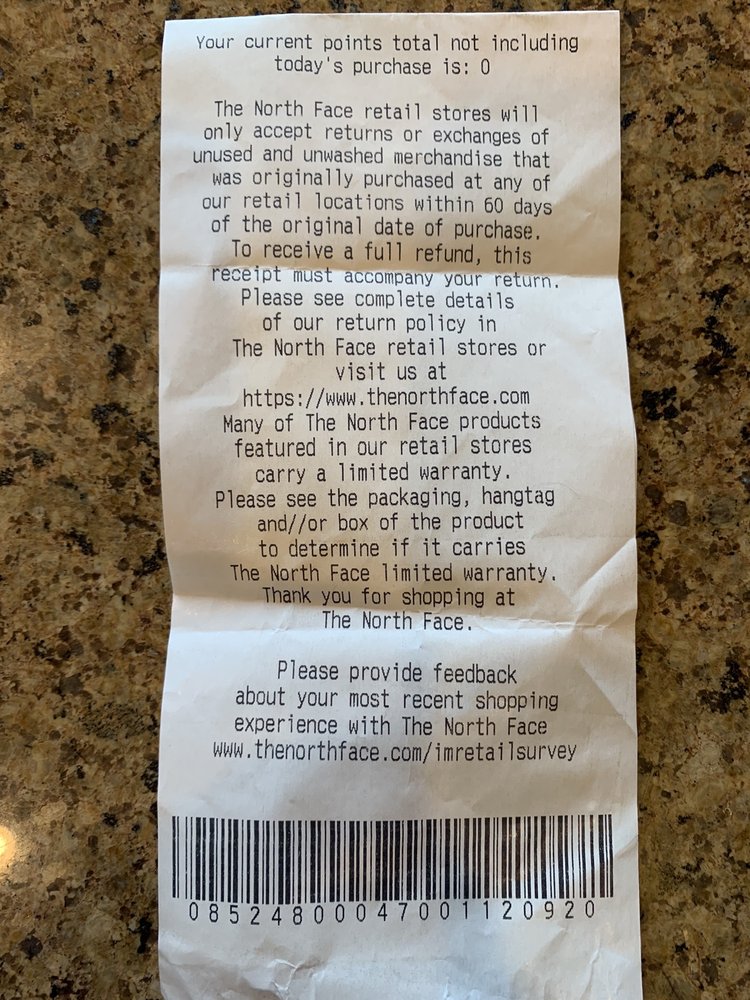 Your current points total not including
today's purchase is: 0
The North Face retail stores will
only accept returns or exchanges of
unused and unwashed merchandise that
was originally purchased at any of
our retail locations within 60 days
of the original date of purchase.
To receive a full refund, this
receipt must accompany your return.
Please see complete details
of our return policy in
The North Face retail stores or
visit us at
https://www.thenorthface.com
Many of The North Face products
featured in our retail stores
carry a limited warranty.
Please see the packaging, hangtag
and//or box of the product
to determine if it carries
The North Face limited warranty.
Thank you for shopping at
The North Face.
Please provide feedback
about your most recent shopping
experience with The North Face
www.thenorthface.com/imretailsurvey
08524800047001120920